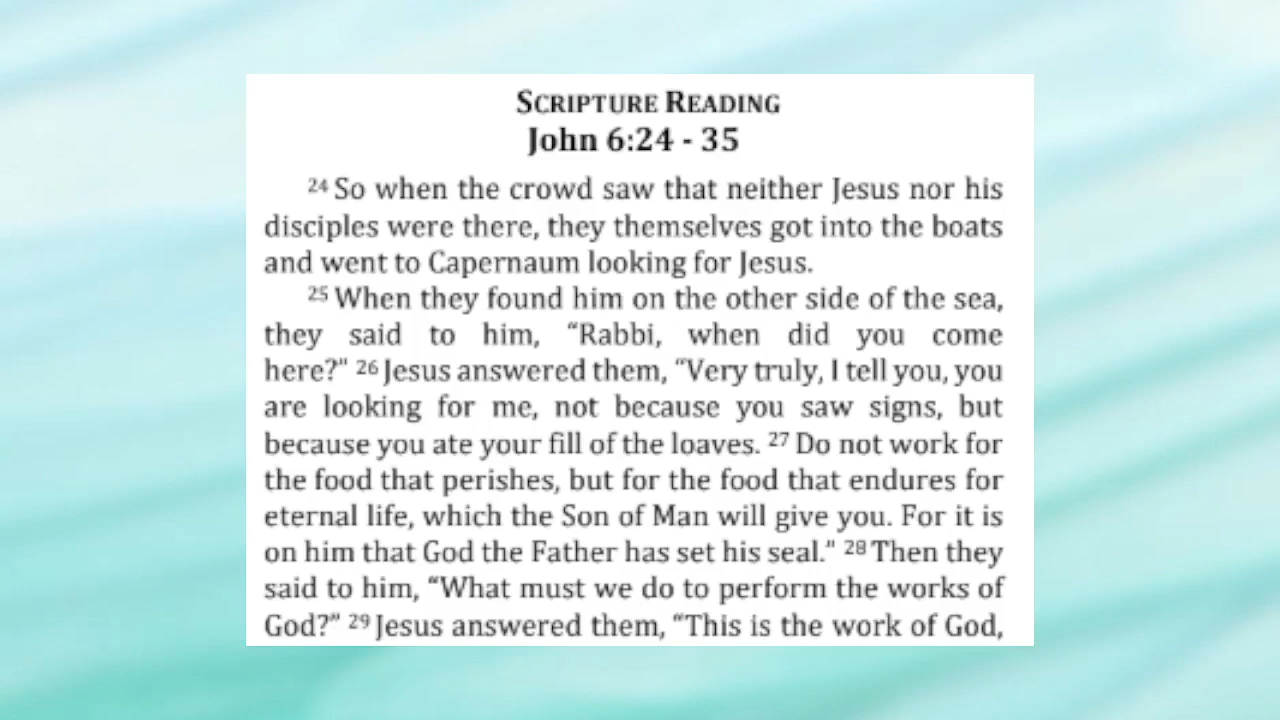 SCRIPTURE READING
John 6:24 - 35
24 So when the crowd saw that neither Jesus nor his
disciples were there, they themselves got into the boats
and went to Capernaum looking for Jesus.
25 When they found him on the other side of the sea,
they said to him, “Rabbi, when did you come
here?” 26 Jesus answered them, “Very truly, I tell you, you
are looking for me, not because you saw signs, but
because you ate your fill of the loaves. 27 Do not work for
the food that perishes, but for the food that endures for
eternal life, which the Son of Man will give you. For it is
on him that God the Father has set his seal.” 28 Then they
said to him, “What must we do to perform the works of
God?” 29 Jesus answered them, “This is the work of God,